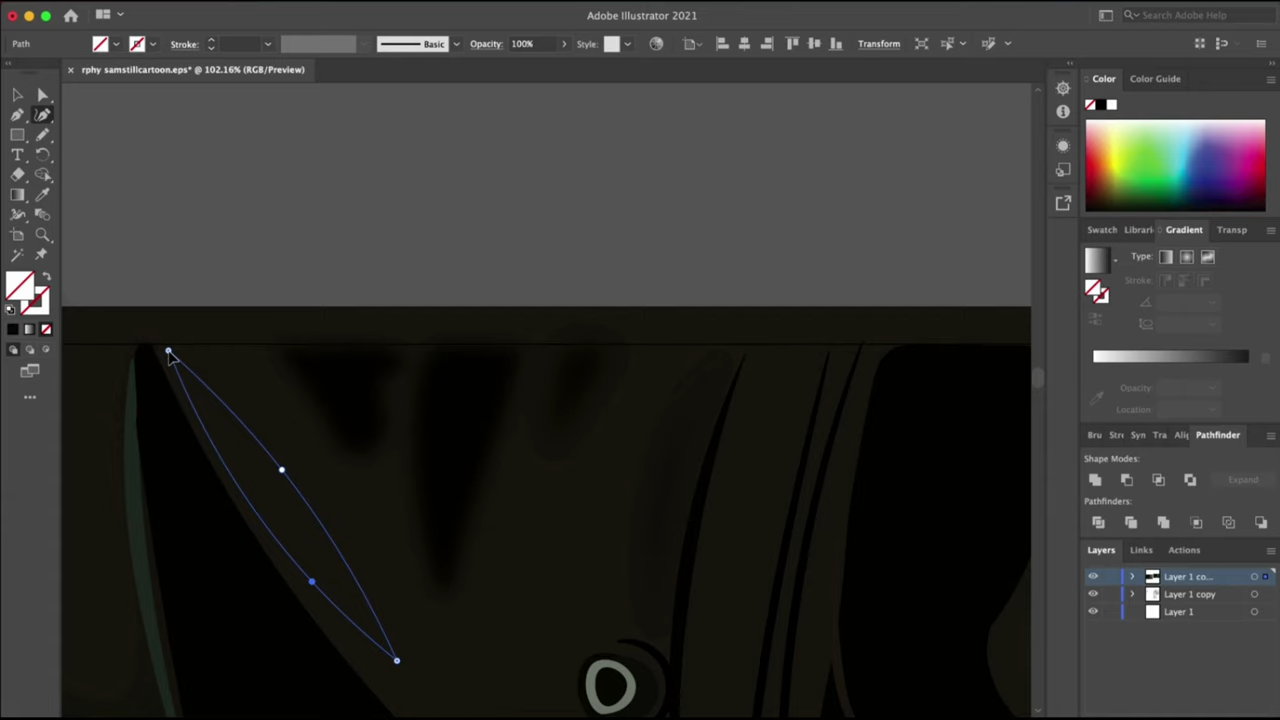 Adobe Illustrator 2021
Search Adobe Help
Path
Stroke:
Basic
Opacity:
100%
Style:
Transform
rphy samstillcartoon.eps* @ 102.16% (RGB/Preview)
Color
Color Guide
Swatch
Librari
Gradient
Transp
Type:
Stroke:
Opacity
Location:
Bru
Stro
Syn
Tra
Alig
Pathfinder
Shape Modes:
Expand
Pathfinders:
Layers
Links
Actions
Layer 1 co...
Layer 1 copy
Layer 1